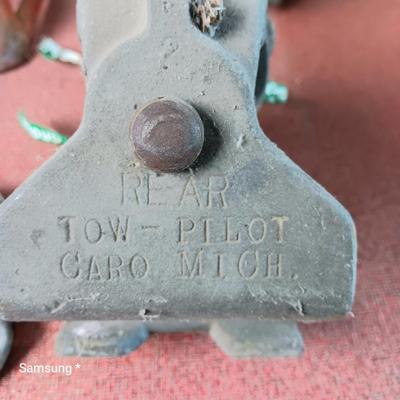 REAR
TOW-PILOT
CARO MICH.
Samsung *